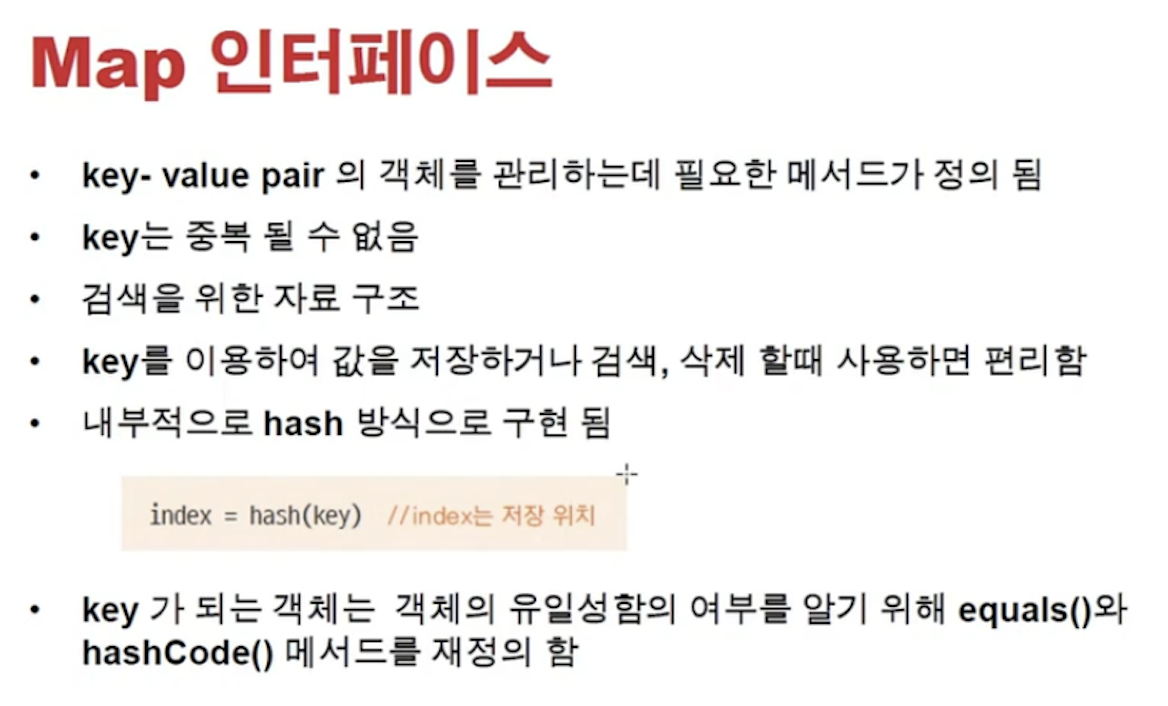 Map 인터페이스
• key- value pair 의 객체를 관리하는데 필요한 메서드가 정의 됨
• key는 중복 될 수 없음
• 검색을 위한 자료 구조
• key를 이용하여 값을 저장하거나 검색, 삭제 할때 사용하면 편리함
• 내부적으로 hash 방식으로 구현 됨
index = hash(key) //index는 저장 위치
• key 가 되는 객체는 객체의 유일성함의 여부를 알기 위해 equals()와
hashCode() 메서드를 재정의 함